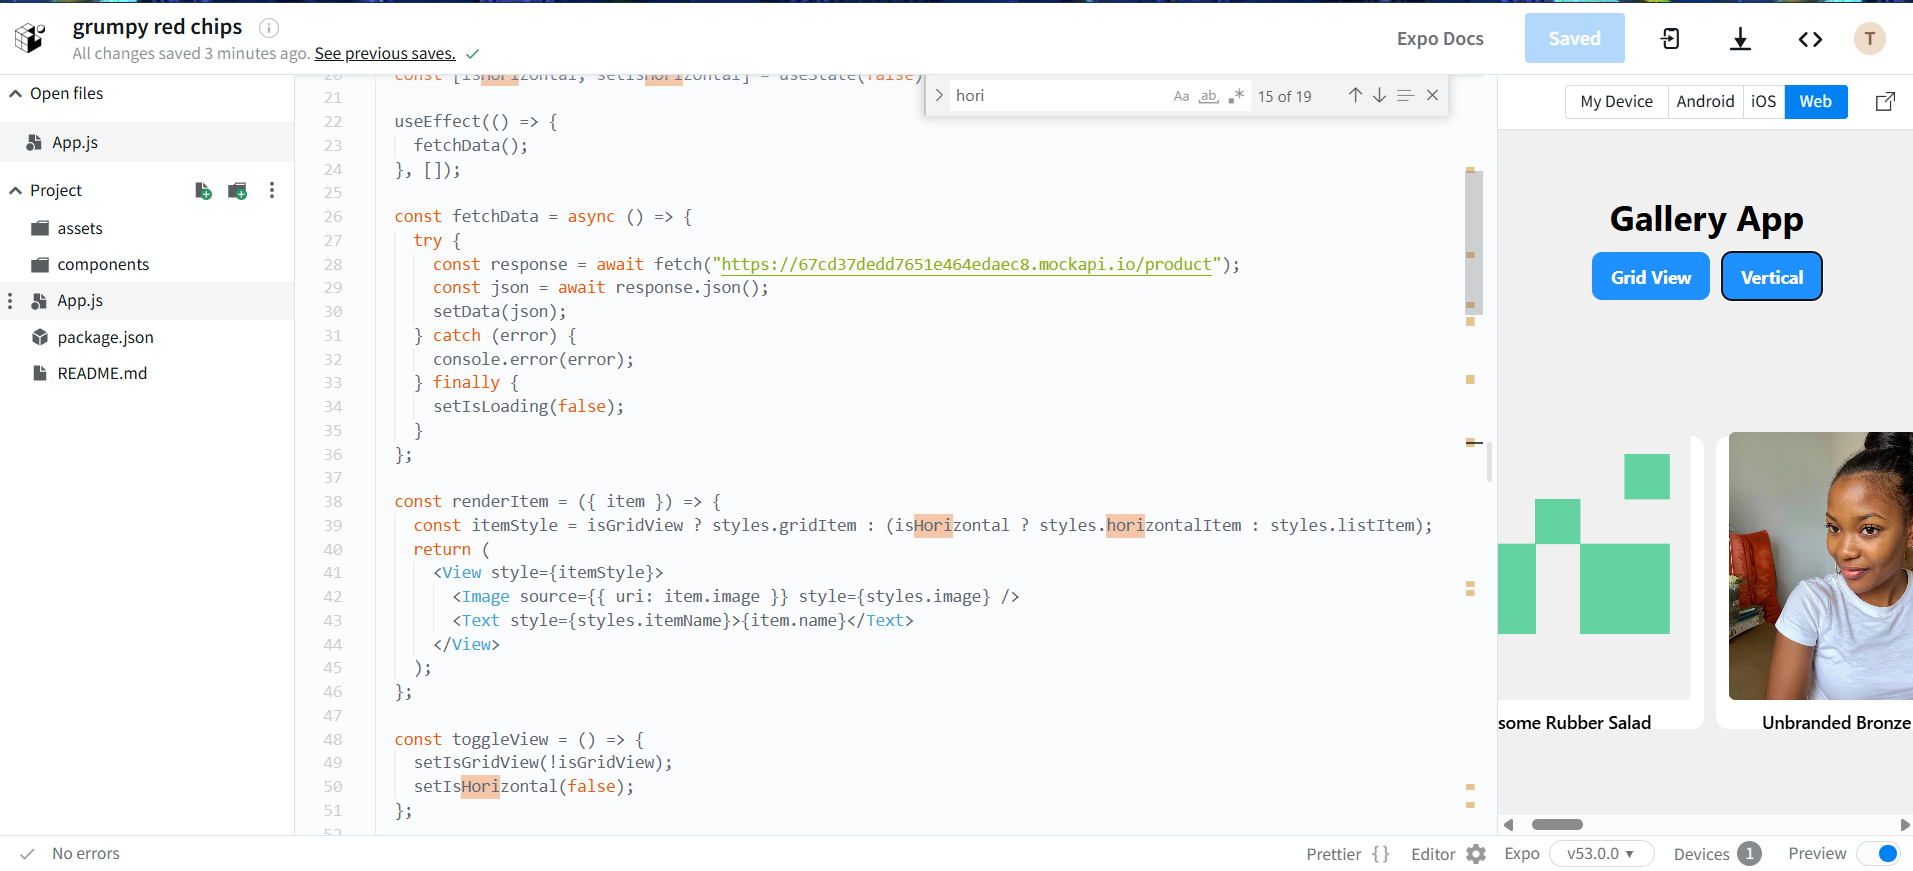 grumpy red chips
All changes saved 3 minutes ago. See previous saves.
Expo Docs
Saved
T
Open files
App.js
Project
assets
components
App.js
package.json
README.md
20 const [isHorizontal, setIsHorizontal] = useState(false)
21
22 useEffect(() => {
23 fetchData();
24 }, []);
25
26 const fetchData = async () => {
27 try {
28 const response = await fetch("https://67cd37dedd7651e464edaec8.mockapi.io/product");
29 const json = await response.json();
30 setData(json);
31 } catch (error) {
32 console.error(error);
33 } finally {
34 setIsLoading(false);
35 }
36 };
37
38 const renderItem = ({ item }) => {
39 const itemStyle = isGridView ? styles.gridItem : (isHorizontal ? styles.horizontalItem : styles.listItem);
40 return (
41 <View style={itemStyle}>
42 <Image source={{ uri: item.image }} style={styles.image} />
43 <Text style={styles.itemName}>{item.name}</Text>
44 </View>
45 );
46 };
47
48 const toggleView = () => {
49 setIsGridView(!isGridView);
50 setIsHorizontal(false);
51 };
52
hori
Aa ab 15 of 19
My Device Android iOS Web
Gallery App
Grid View Vertical
some Rubber Salad
Unbranded Bronze
No errors
Prettier {} Editor Expo v53.0.0 Devices 1 Preview